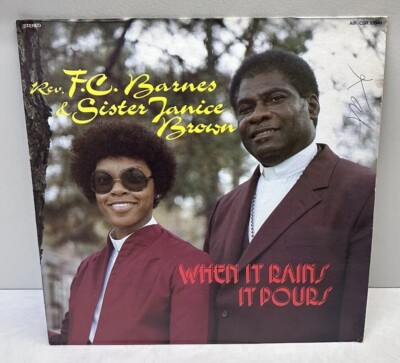 STEREO
Rev. F.C. Barnes
& Sister Janice
Brown
WHEN IT RAINS
IT POURS